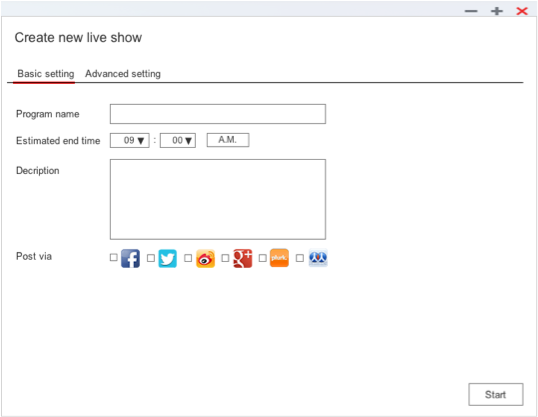 Create new live show
Basic setting Advanced setting
Program name
Estimated end time 09 : 00 A.M.
Decription
Post via f g+ plurk
Start